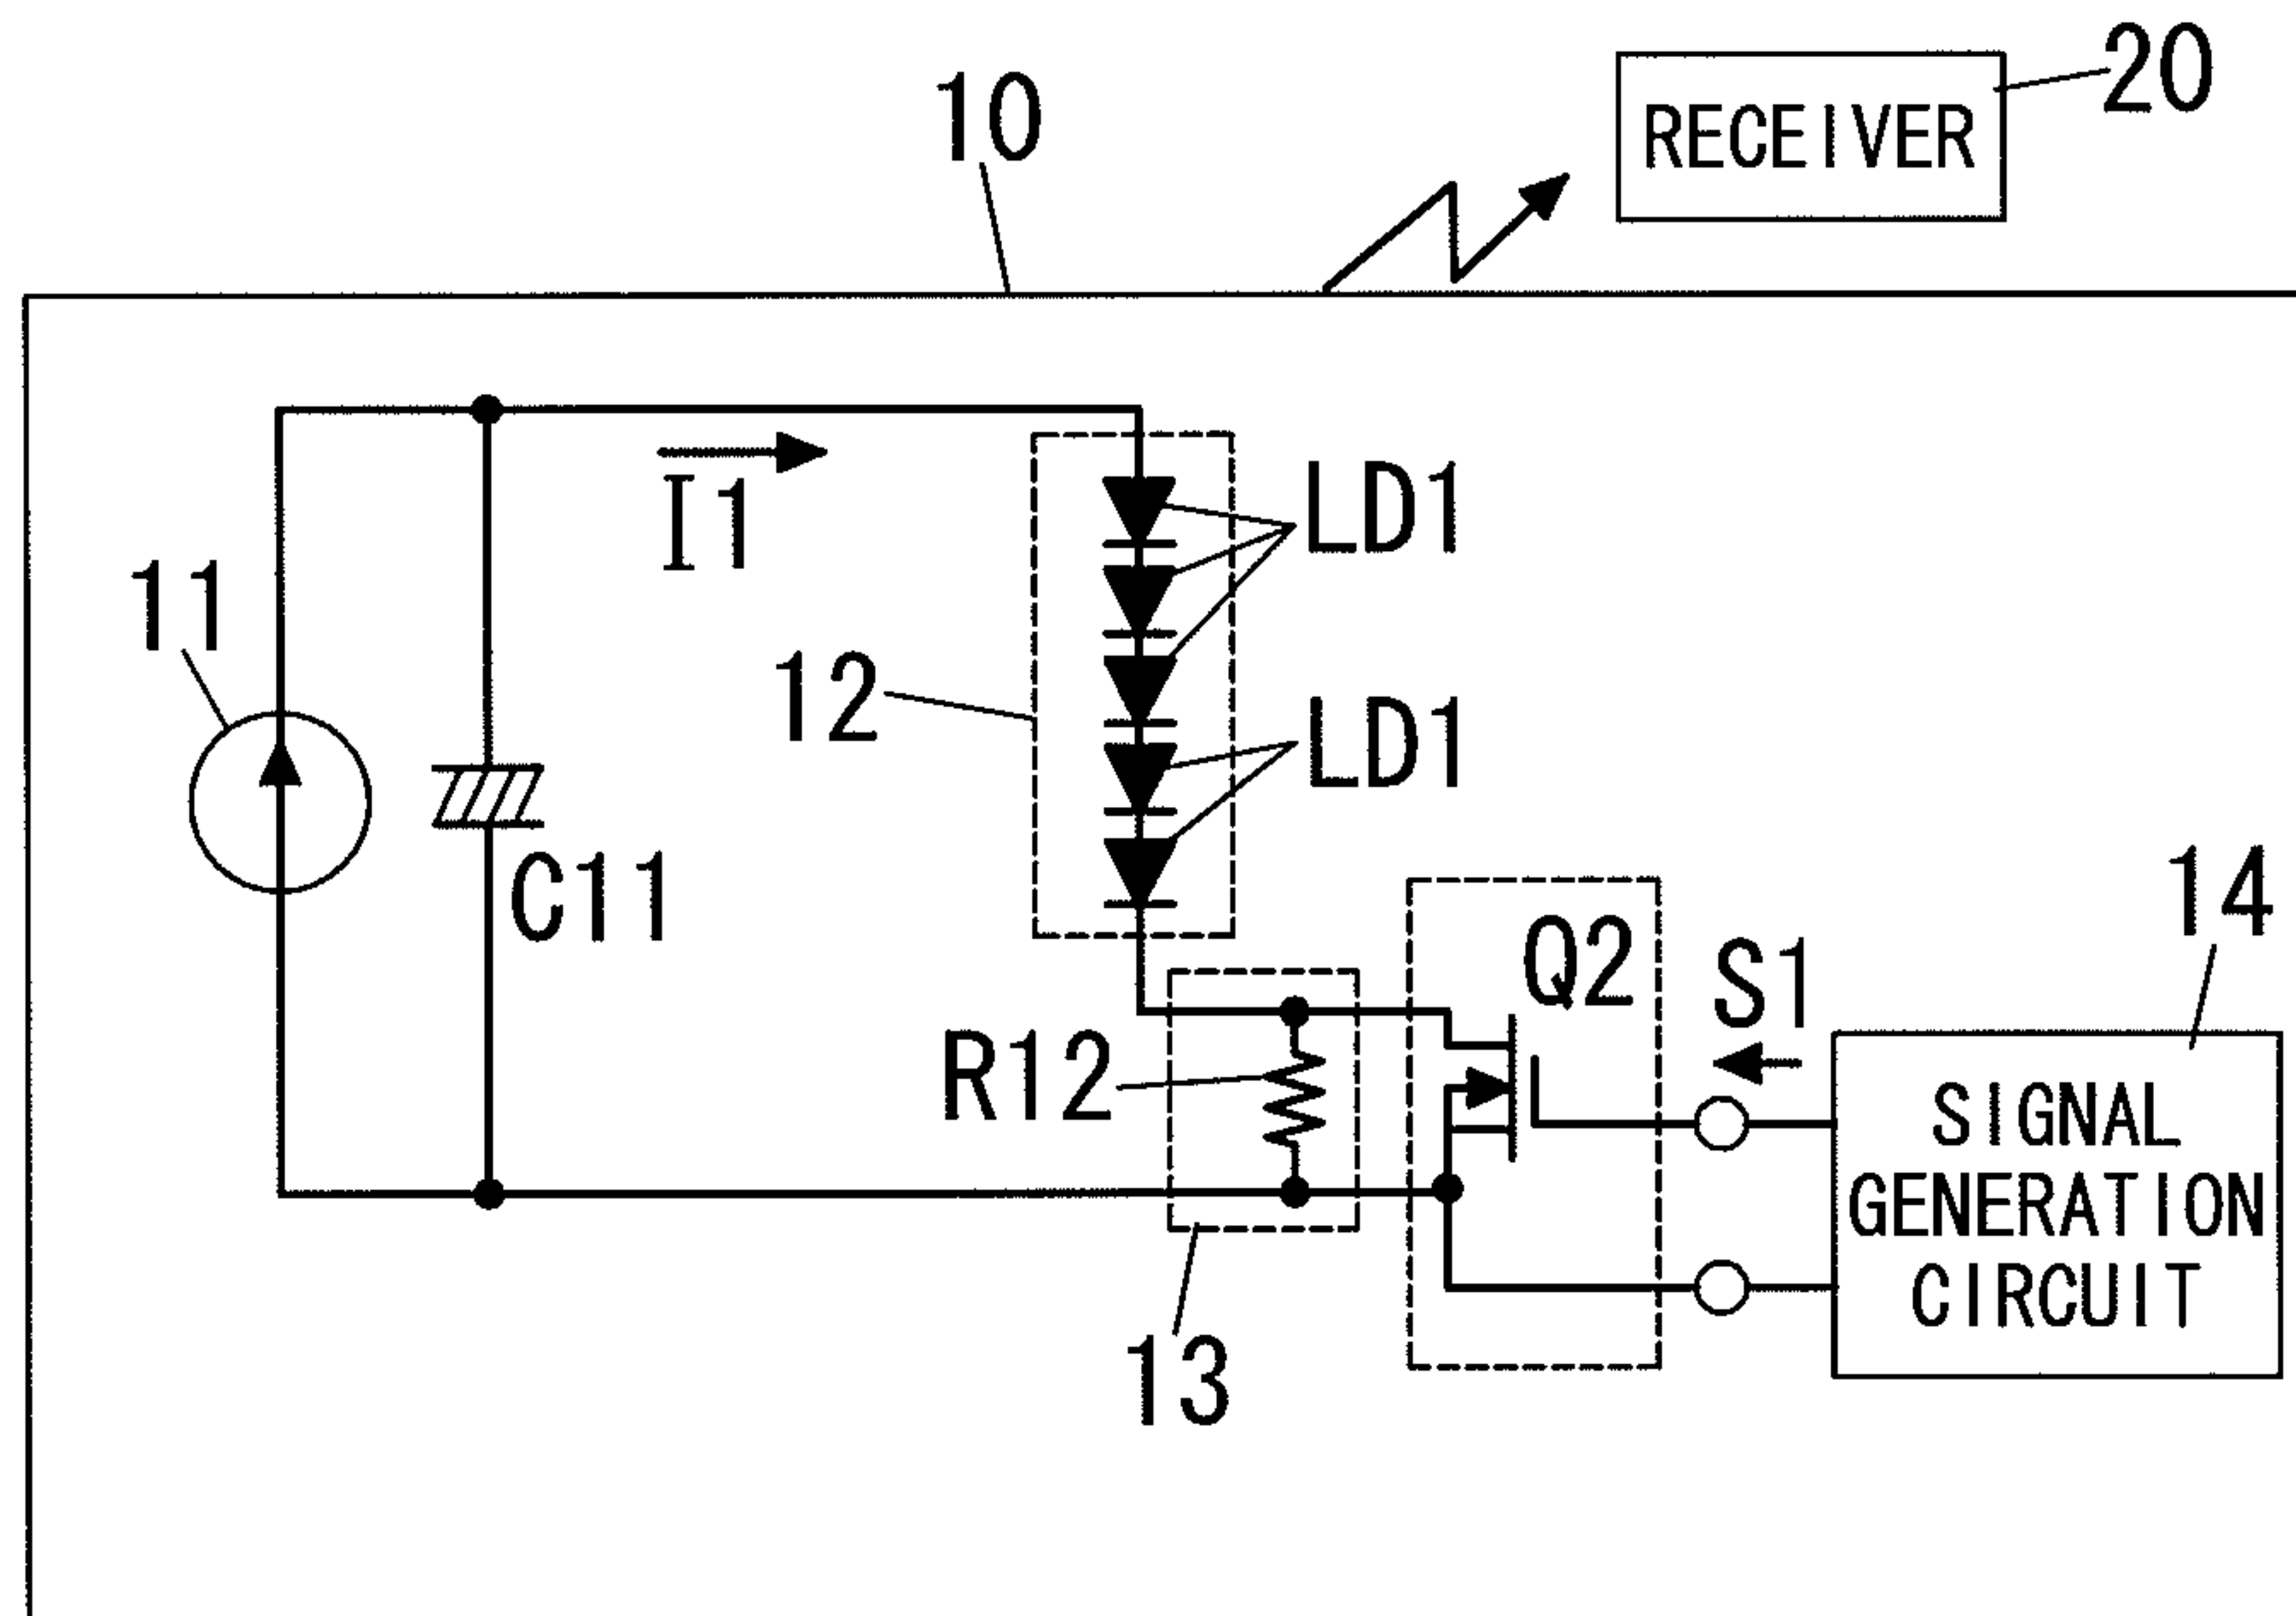 20
RECEIVER
10
I1
LD1
11
12
LD1
C11
14
Q2
S1
R12
SIGNAL
GENERATION
CIRCUIT
13